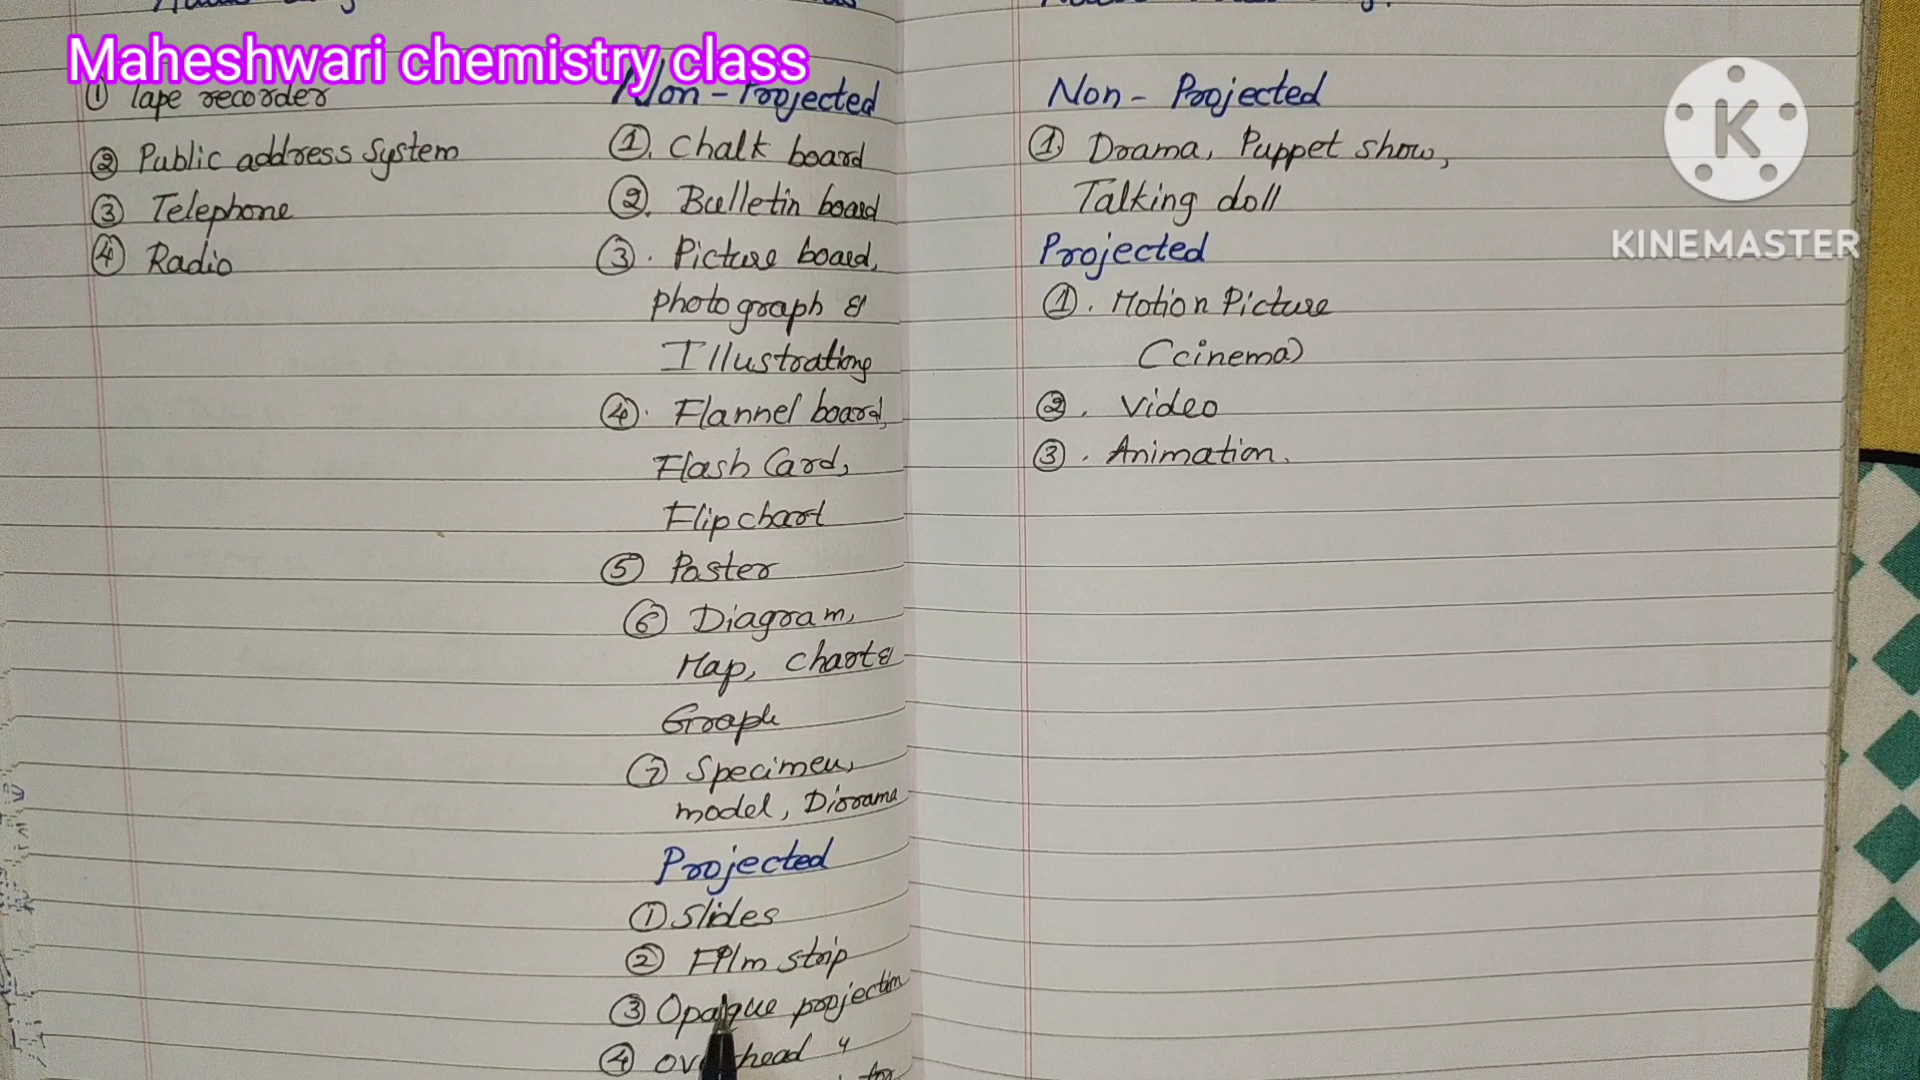 Maheshwari chemistry class
① Tape recorder
② Public address System
③ Telephone
④ Radio
Non-Projected
①. Chalk board
②. Bulletin board
③. Picture board,
photograph &
Illustrations
④. Flannel board,
Flash Card,
Flip chart
⑤ Poster
⑥ Diagram,
Map, Chart &
Graph
⑦ Specimen,
model, Diorama
Projected
① Slides
② Film strip
③ Opaque projection
④ overhead "
Non - Projected
①. Drama, Puppet show,
Talking doll
Projected
①. Motion Picture
(cinema)
②. Video
③. Animation.
K
KINEMASTER